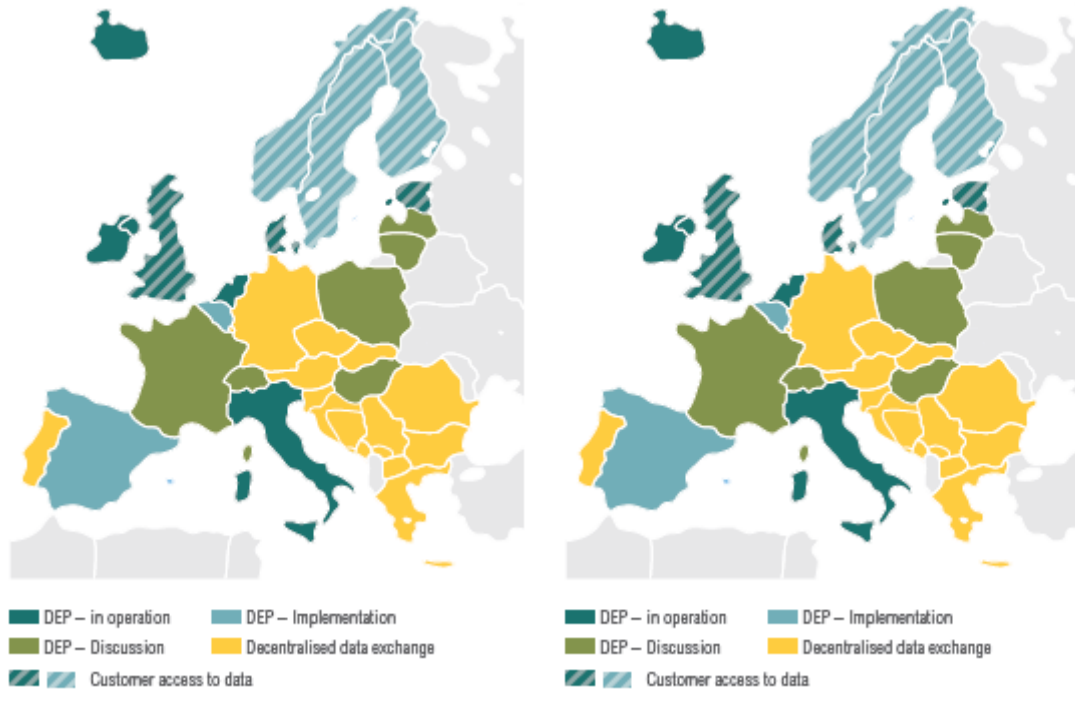 DEP – in operation DEP – Implementation
DEP – Discussion Decentralised data exchange
Customer access to data
DEP – in operation DEP – Implementation
DEP – Discussion Decentralised data exchange
Customer access to data